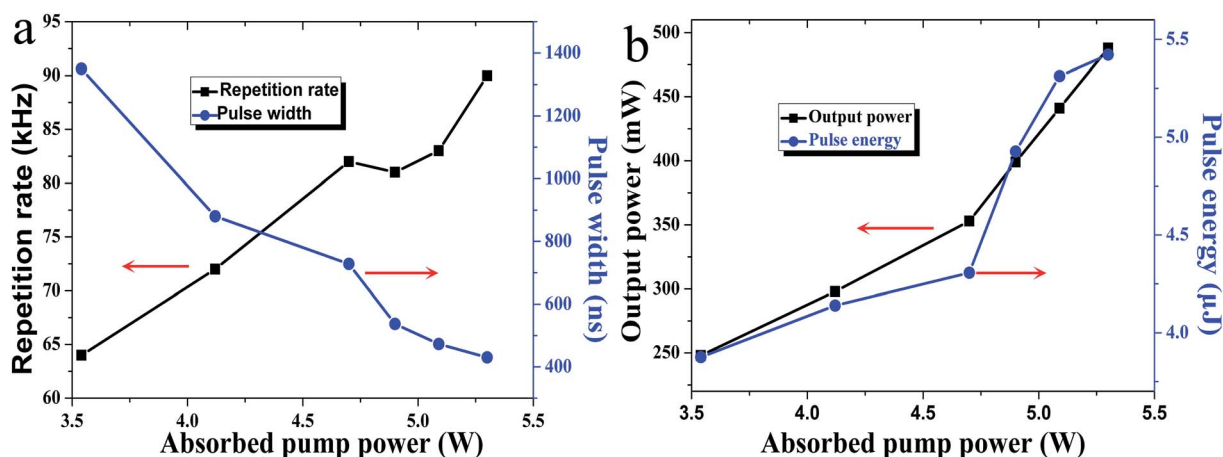 a
95
90
85
80
75
70
65
60
Repetition rate (kHz)
Repetition rate
Pulse width
1400
1200
1000
800
600
400
Pulse width (ns)
3.5 4.0 4.5 5.0 5.5
Absorbed pump power (W)
b
500
450
400
350
300
250
Output power (mW)
Output power
Pulse energy
5.5
5.0
4.5
4.0
Pulse energy (μJ)
3.5 4.0 4.5 5.0 5.5
Absorbed pump power (W)